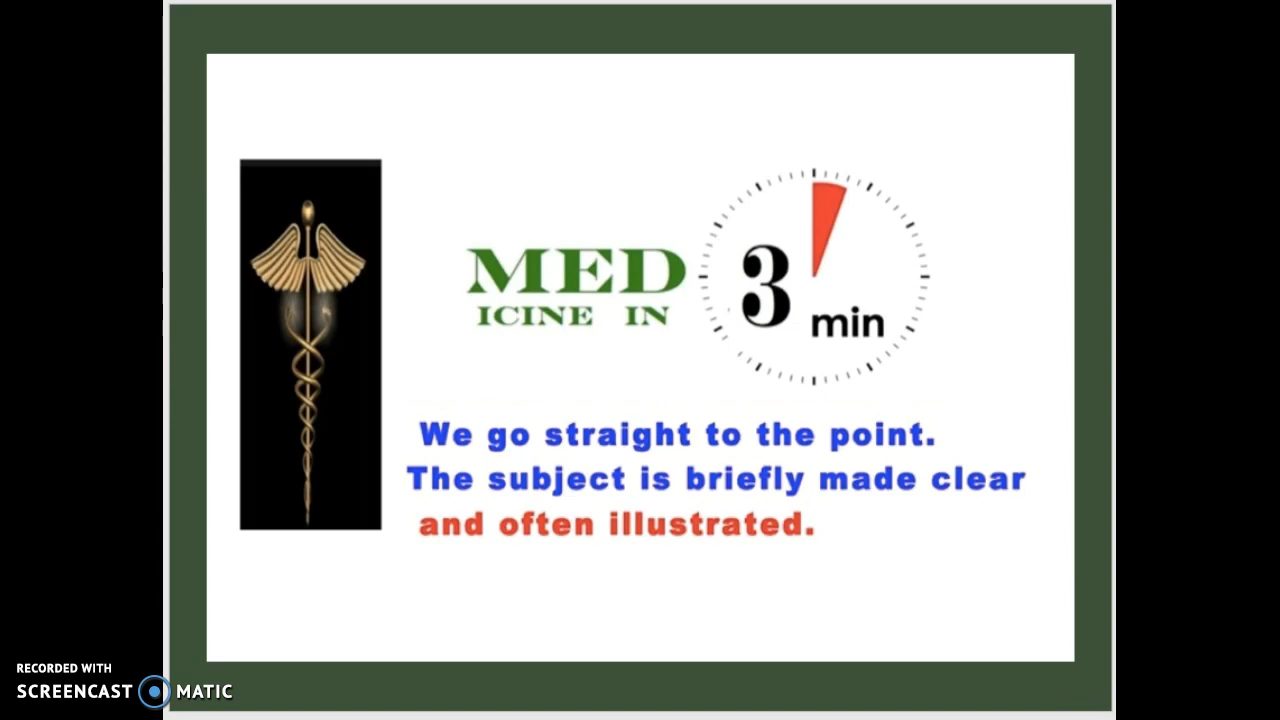 MED
ICINE IN
3
min
We go straight to the point.
The subject is briefly made clear
and often illustrated.
RECORDED WITH
SCREENCAST MATIC